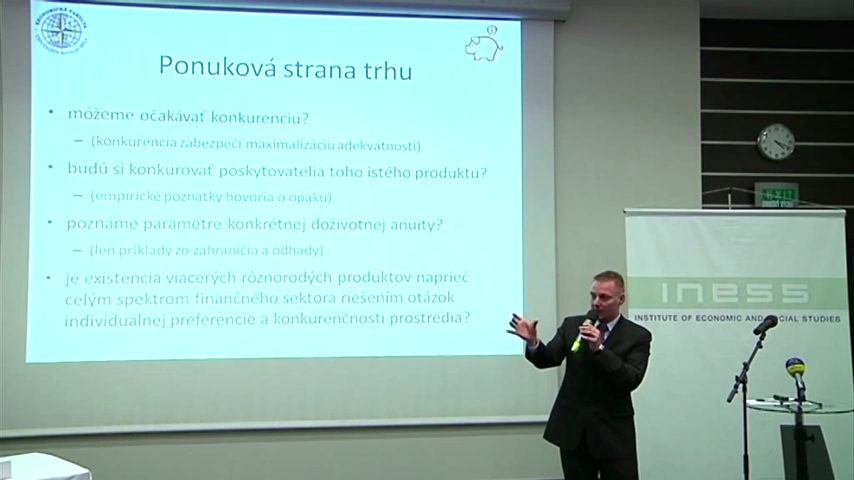 Ponuková strana trhu
• môžeme očakávať konkurenciu?
– (konkurencia zabezpečí maximalizáciu adekvátnosti)
• budú si konkurovať poskytovatelia toho istého produktu?
– (empirické poznatky hovoria o opaku)
• poznáme parametre konkrétnej doživotnej anuity?
– (len príklady zo zahraničia a odhady)
• je existencia viacerých rôznorodých produktov naprieč
celým spektrom finančného sektora riešením otázok
individuálnej preferencie a konkurenčnosti prostredia?
EXIT
INESS
INSTITUTE OF ECONOMIC AND SOCIAL STUDIES